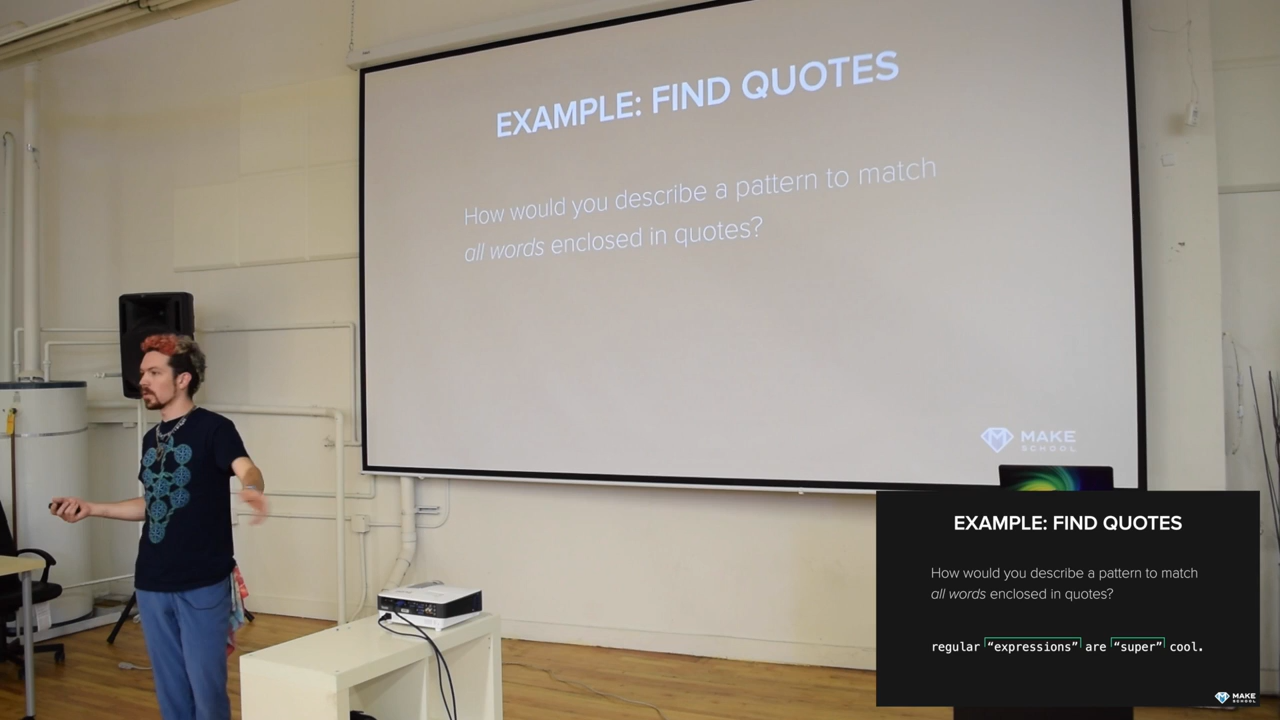 EXAMPLE: FIND QUOTES
How would you describe a pattern to match
all words enclosed in quotes?
MAKE
SCHOOL
EXAMPLE: FIND QUOTES
How would you describe a pattern to match
all words enclosed in quotes?
regular “expressions” are “super” cool.
MAKE
SCHOOL